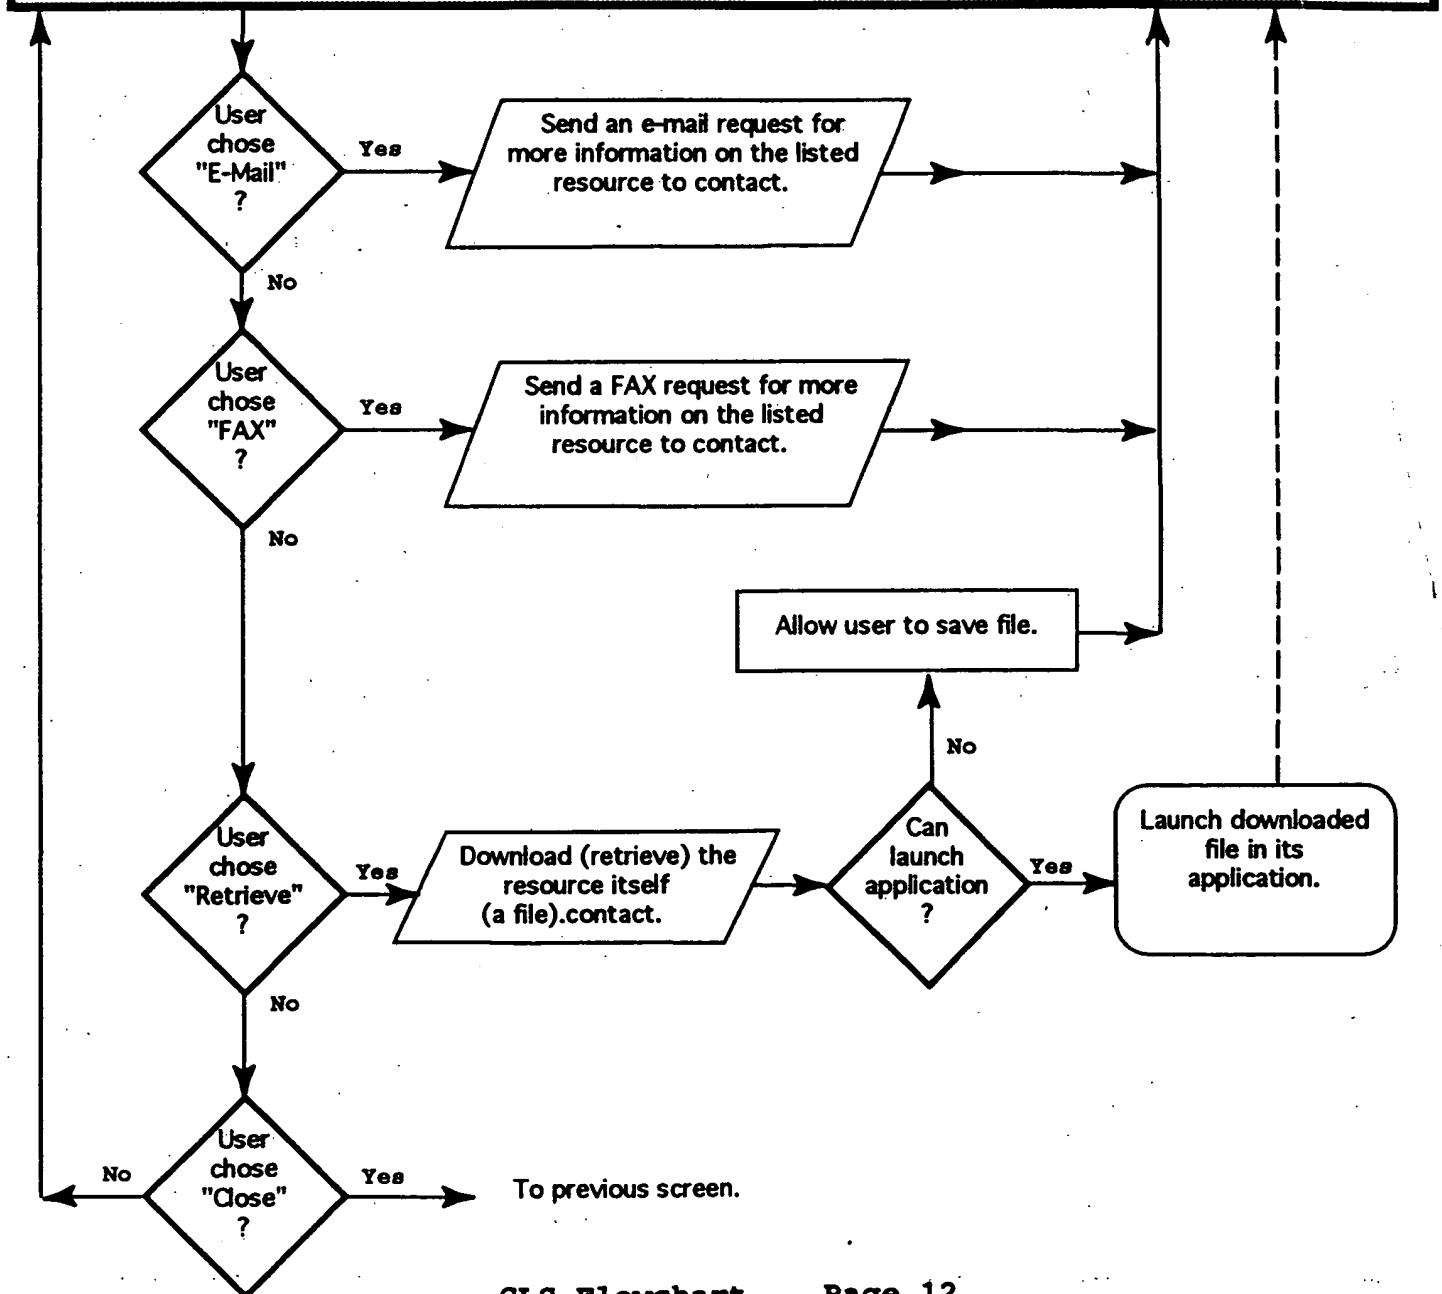 User
chose
"E-Mail"
?
Yes
Send an e-mail request for
more information on the listed
resource to contact.
No
User
chose
"FAX"
?
Yes
Send a FAX request for more
information on the listed
resource to contact.
No
Allow user to save file.
No
User
chose
"Retrieve"
?
Yes
Download (retrieve) the
resource itself
(a file).contact.
Can
launch
application
?
Yes
Launch downloaded
file in its
application.
No
User
chose
"Close"
?
No
Yes
To previous screen.
Flowchart Page 12